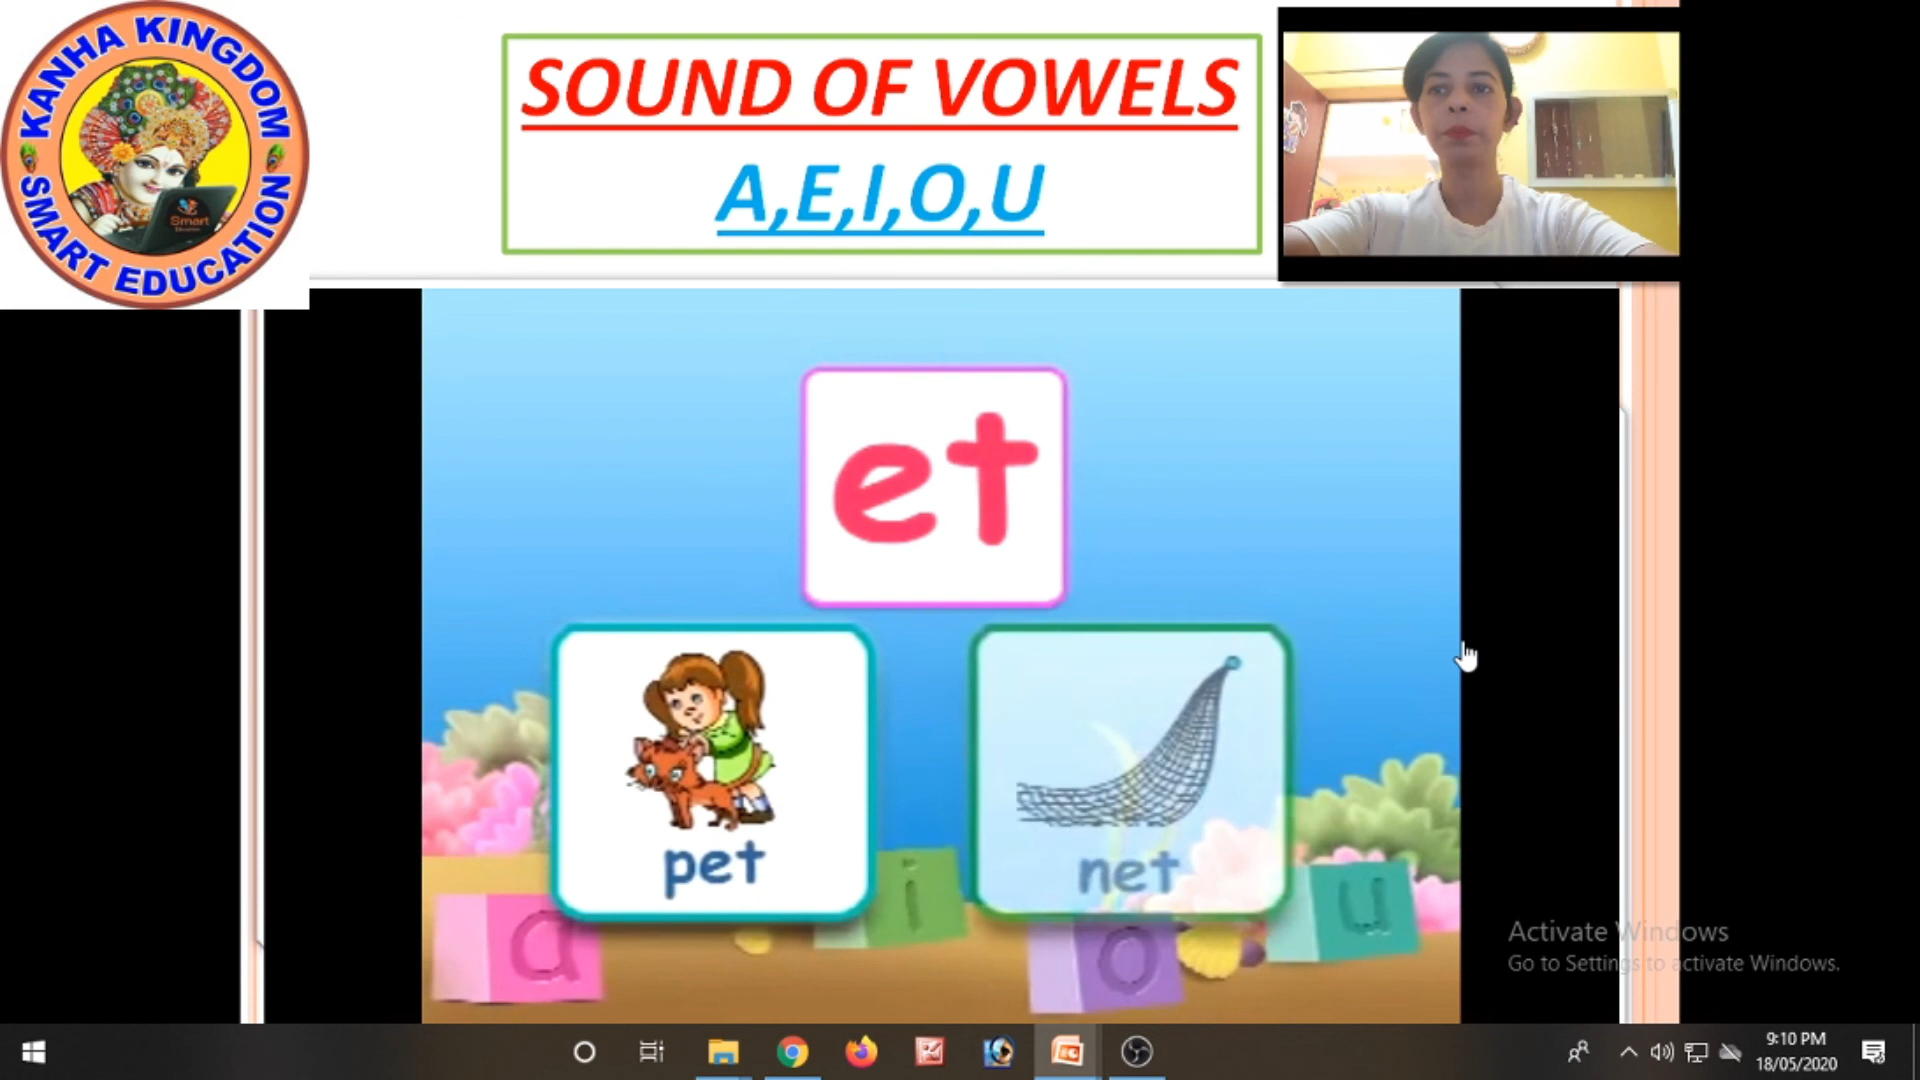 KANHA KINGDOM
SMART EDUCATION
Smart
SOUND OF VOWELS
A,E,I,O,U
et
pet
net
a
i
o
u
Activate Windows
Go to Settings to activate Windows.
9:10 PM
18/05/2020